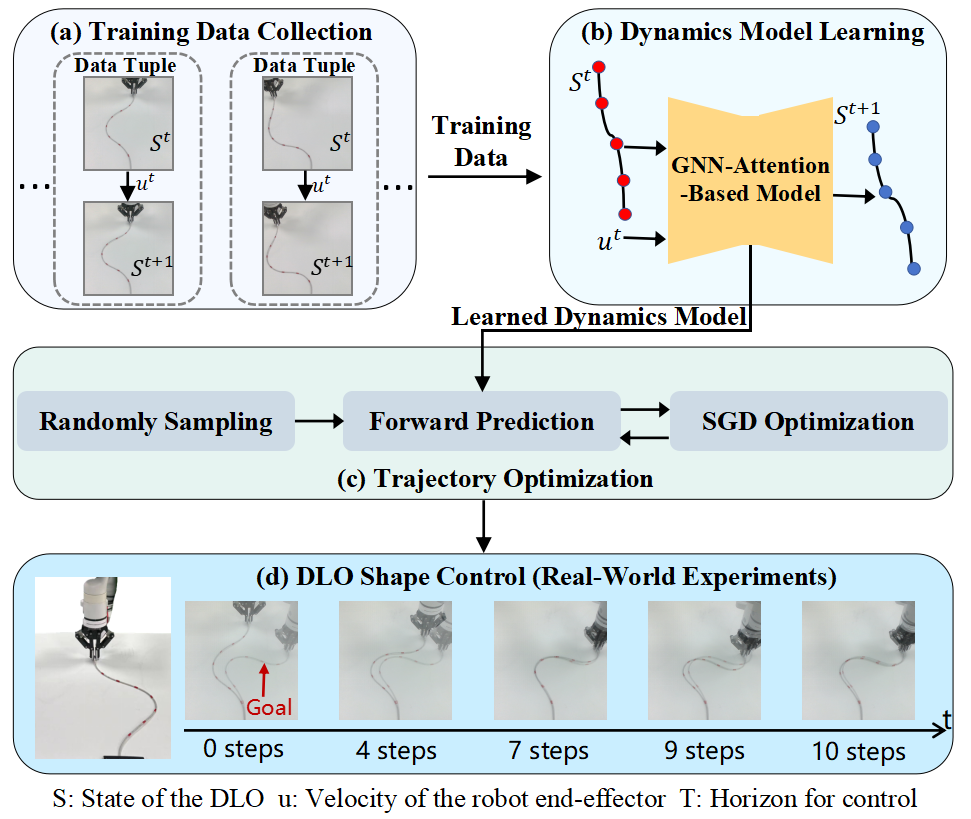 (a) Training Data Collection
Data Tuple
Data Tuple
S^t
S^t
u^t
u^t
S^{t+1}
S^{t+1}
...
...
Training
Data
(b) Dynamics Model Learning
S^t
S^{t+1}
GNN-Attention
-Based Model
u^t
Learned Dynamics Model
Randomly Sampling
Forward Prediction
SGD Optimization
(c) Trajectory Optimization
(d) DLO Shape Control (Real-World Experiments)
Goal
t
0 steps
4 steps
7 steps
9 steps
10 steps
S: State of the DLO u: Velocity of the robot end-effector T: Horizon for control